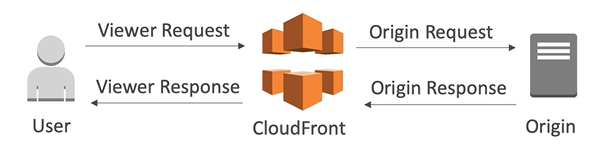 Viewer Request
Origin Request
Viewer Response
Origin Response
User
CloudFront
Origin